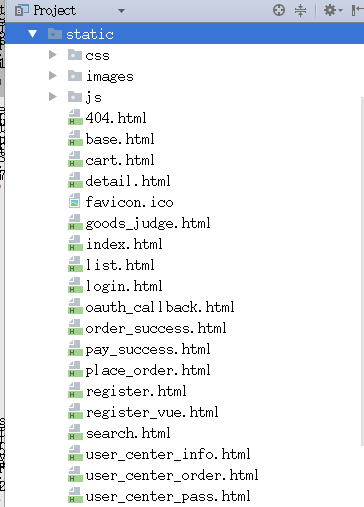 Project
static
css
images
js
404.html
base.html
cart.html
detail.html
favicon.ico
goods_judge.html
index.html
list.html
login.html
oauth_callback.html
order_success.html
pay_success.html
place_order.html
register.html
register_vue.html
search.html
user_center_info.html
user_center_order.html
user_center_pass.html